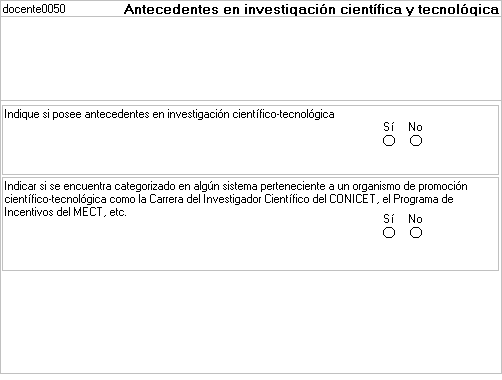 docente0050 Antecedentes en investigación científica y tecnológica
Indique si posee antecedentes en investigación científico-tecnológica
Sí No
Indicar si se encuentra categorizado en algún sistema perteneciente a un organismo de promoción
científico-tecnológica como la Carrera del Investigador Científico del CONICET, el Programa de
Incentivos del MECT, etc.
Sí No